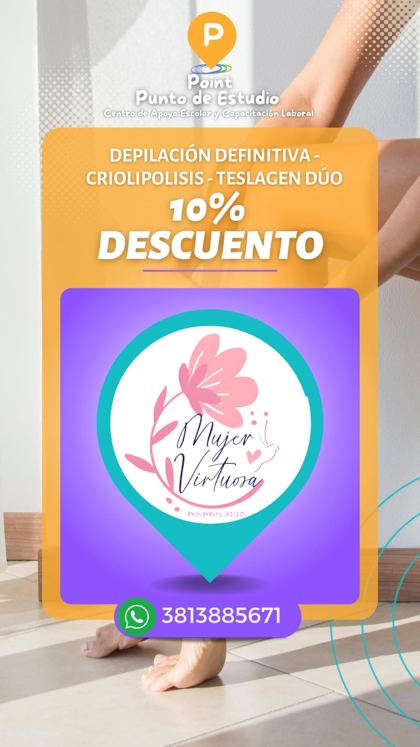 P
Point
Punto de Estudio
Centro de Apoyo Escolar y Capacitación Laboral
DEPILACIÓN DEFINITIVA -
CRIOLIPOLISIS - TESLAGEN DÚO
10%
DESCUENTO
Mujer
Virtuosa
3813885671